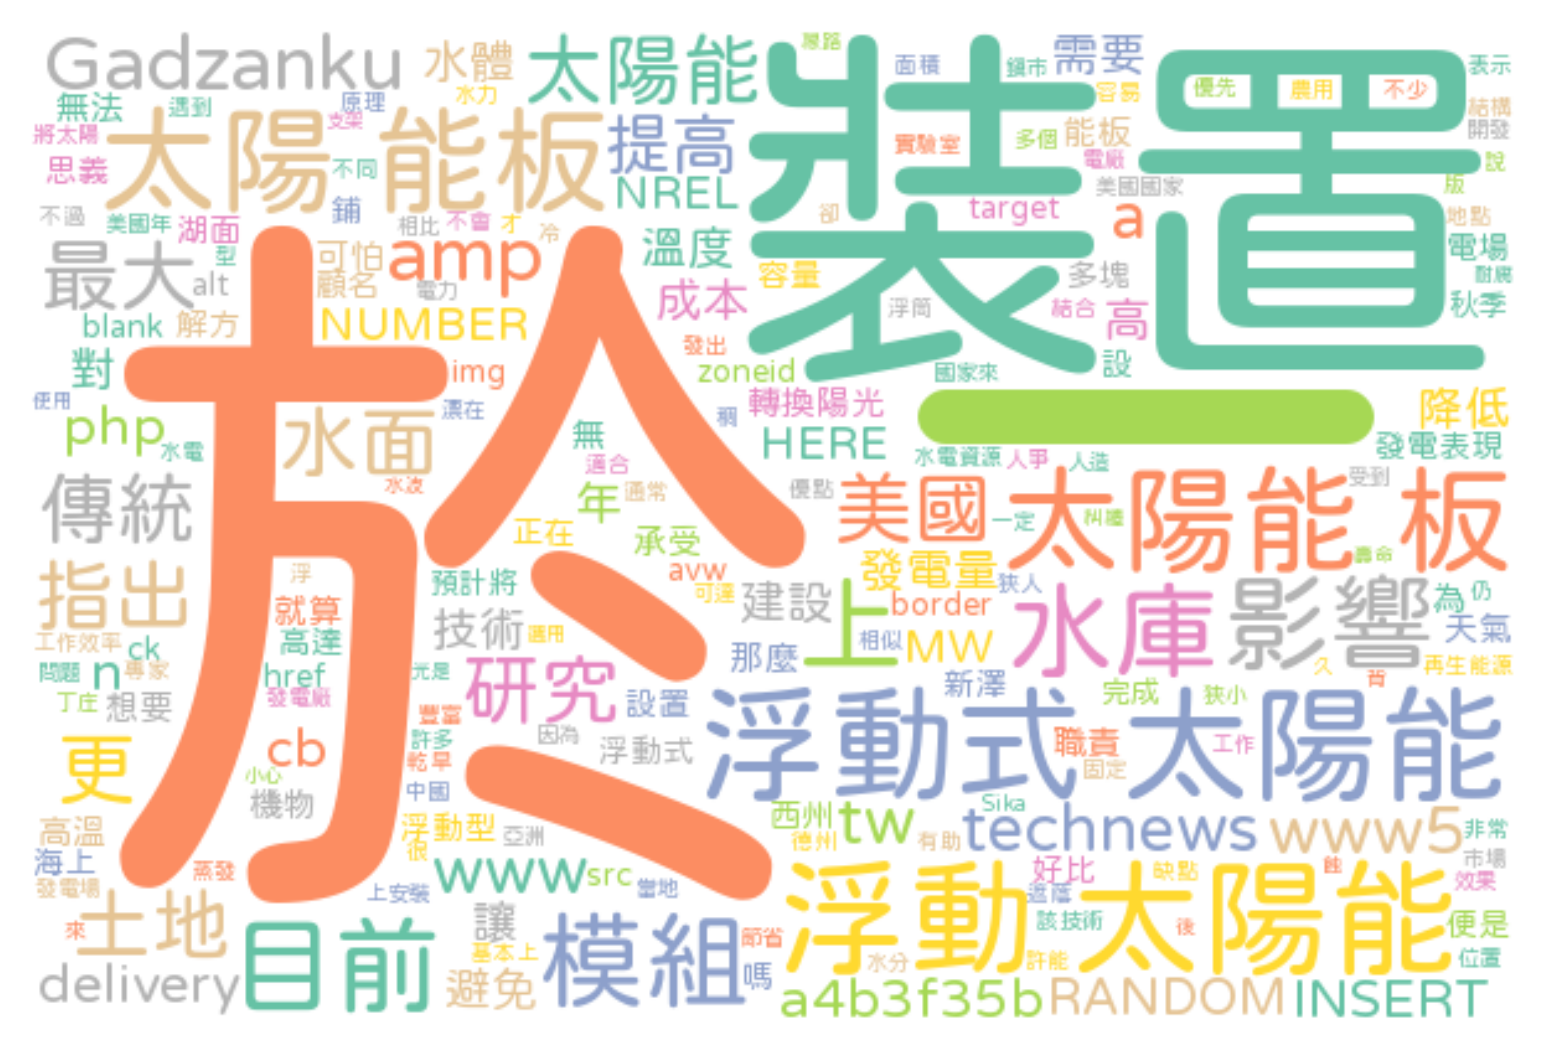 Gadzanku
水體
太陽能
裝置
需要
面積
鎮市
表示
優先
農用
不少
無法
遇到
原理
水力
支架
容易
結構
開發
將太陽
太陽能板
提高
實驗室
多個
能板
思義
不同
電廠
說
NREL
美國國家
版
不過
美國年
湖面
鋪
相比
不會
才
冷
target
a
卻
地點
型
最大
alt
可怕
顧名
amp
電力
溫度
容量
成本
浮筒
多塊
結合
高
電場
耐腐
秋季
blank
解方
NUMBER
對
img
發出
zoneid
國家來
設
使用
php
水電
水面
漂在
於
無
適合
稠
轉換陽光
HERE
一
降低
發電表現
水電資源
人爭
人造
傳統
水波
年
通常
優點
美國
太陽能 板
一定
糾纏
受到
壽命
正在
承受
avw
可達
發電量
狹人
指出
浮
預計將
建設
上
border
水庫
影響
為
仍
就算
技術
適用
相似
MW
天氣
工作效率
ck
高達
那麼
久
再生能源
問題
n
專家
href
光是
研究
設置
新澤
完成
狹小
背
丁庄
想要
發電廠
豐富
許多
乾旱
因為
浮動式
浮動式 太陽能
職責
固定
工作
更
cb
小心
機物
中國
高溫
浮動型
亞洲
很
西州
德州
tw
有助
Sika
technews
www5
非常
海上
蒸發
www
src
當地
好比
遮蔭
缺點
蝕
市場
效果
發電場
上安裝
來
土地
目前
讓
基本上
模組
節省
嗎
浮動 太陽能
該技術
後
便是
水分
許能
位置
delivery
避免
a4b3f35b
RANDOM
INSERT